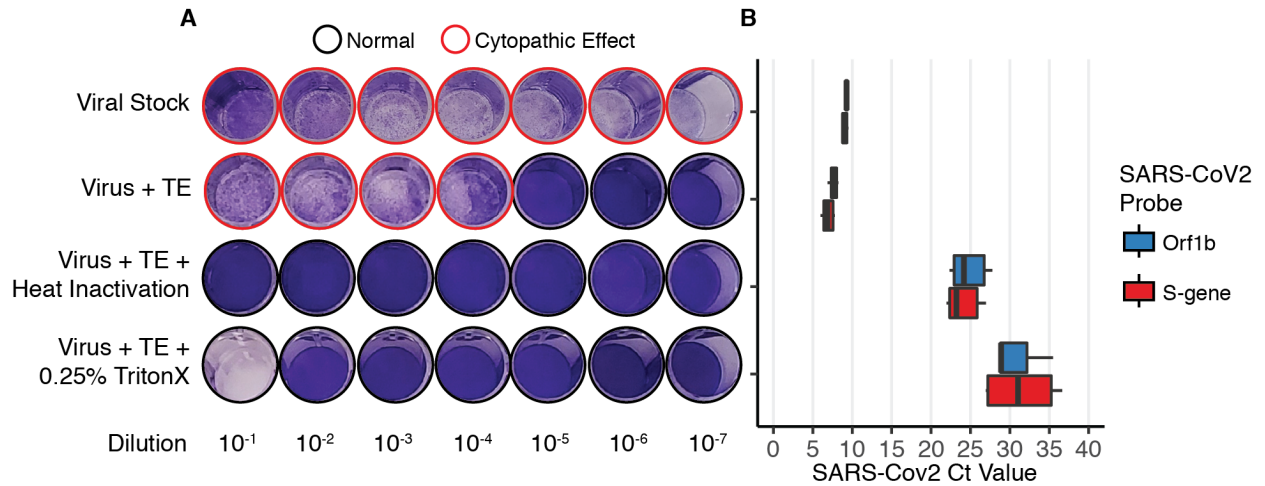 A
Normal
Cytopathic Effect
Viral Stock
Virus + TE
Virus + TE +
Heat Inactivation
Virus + TE +
0.25% TritonX
Dilution 10-1 10-2 10-3 10-4 10-5 10-6 10-7
B
0 5 10 15 20 25 30 35 40
SARS-Cov2 Ct Value
SARS-CoV2
Probe
Orf1b
S-gene